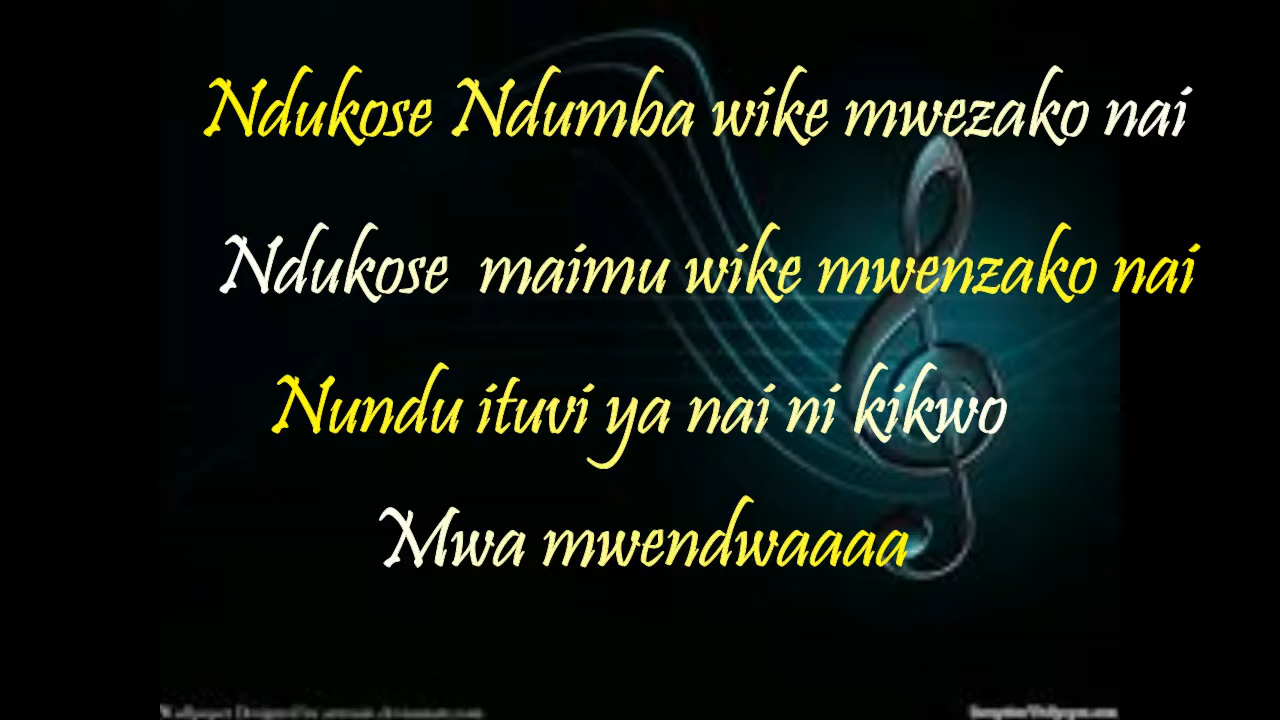 Ndukose Ndumba wike mwezako nai
Ndukose maimu wike mwenzako nai
Nundu ituvi ya nai ni kikwo
Mwa mwendwaaaa